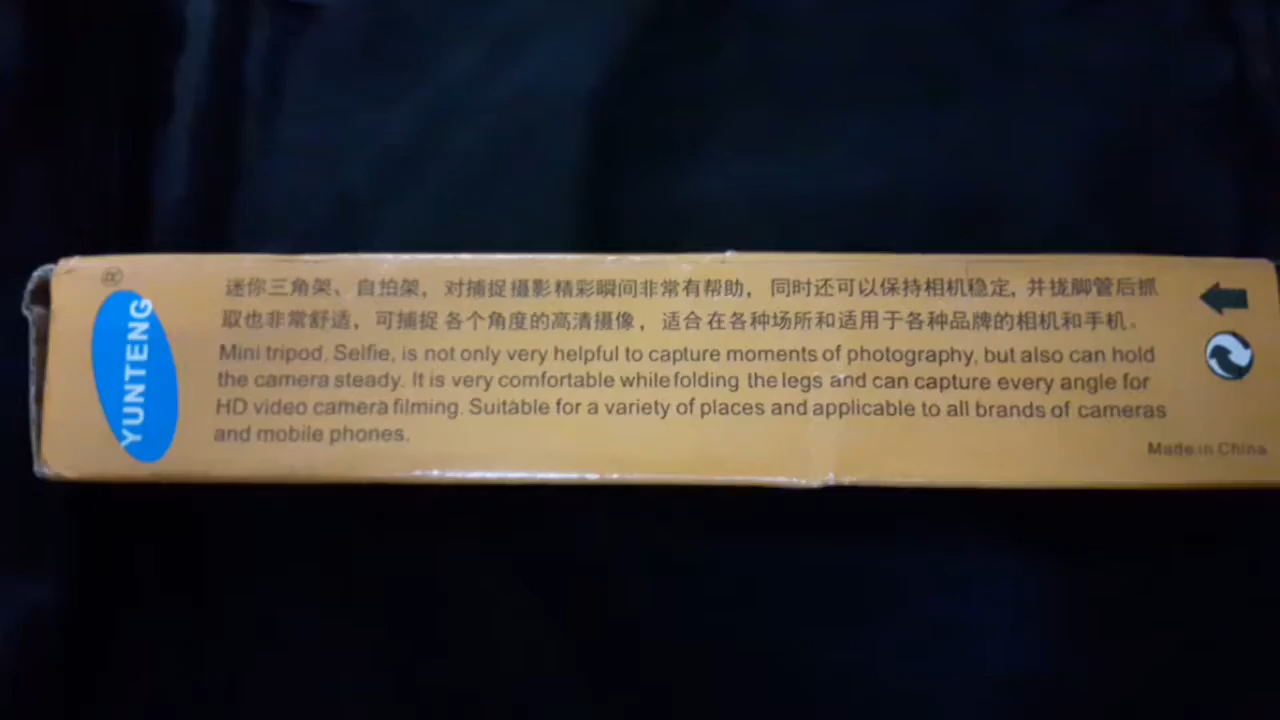 ®
YUNTENG
迷你三角架、自拍架，对捕捉摄影精彩瞬间非常有帮助，同时还可以保持相机稳定，并拢脚管后抓
取也非常舒适，可捕捉各个角度的高清摄像，适合在各种场所和适用于各种品牌的相机和手机。
Mini tripod, Selfie, is not only very helpful to capture moments of photography, but also can hold
the camera steady. It is very comfortable while folding the legs and can capture every angle for
HD video camera filming. Suitable for a variety of places and applicable to all brands of cameras
and mobile phones.
Made in China